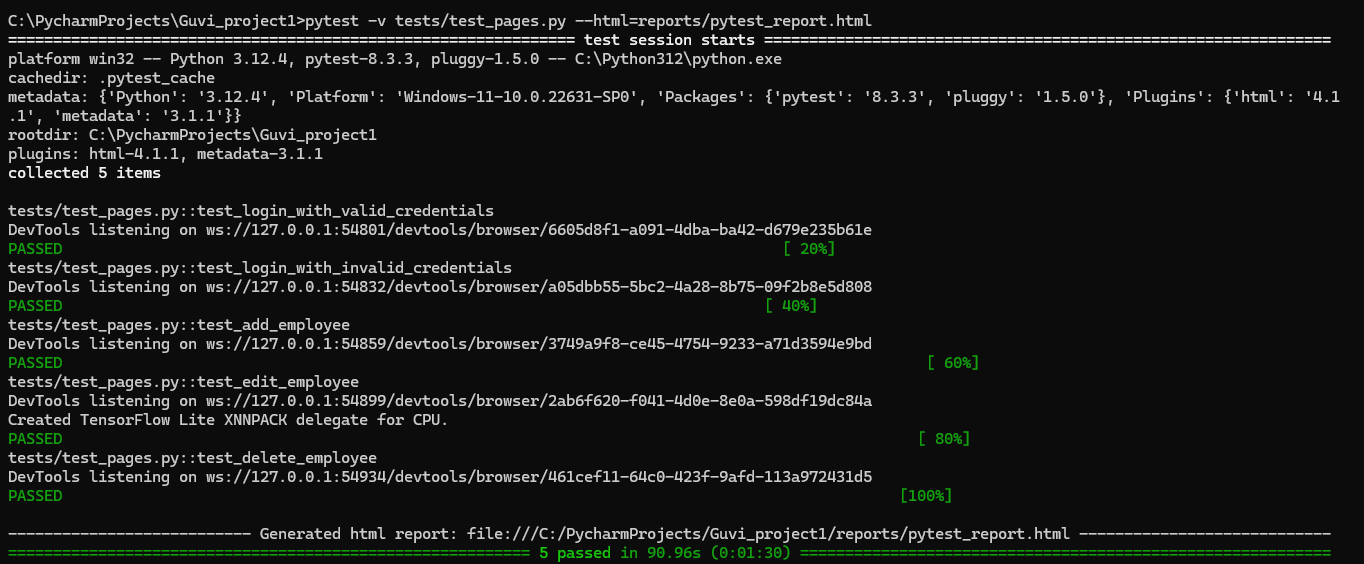 C:\PycharmProjects\Guvi_project1>pytest -v tests/test_pages.py --html=reports/pytest_report.html
=============================================================== test session starts ===============================================================
platform win32 -- Python 3.12.4, pytest-8.3.3, pluggy-1.5.0 -- C:\Python312\python.exe
cachedir: .pytest_cache
metadata: {'Python': '3.12.4', 'Platform': 'Windows-11-10.0.22631-SP0', 'Packages': {'pytest': '8.3.3', 'pluggy': '1.5.0'}, 'Plugins': {'html': '4.1
.1', 'metadata': '3.1.1'}}
rootdir: C:\PycharmProjects\Guvi_project1
plugins: html-4.1.1, metadata-3.1.1
collected 5 items
tests/test_pages.py::test_login_with_valid_credentials
DevTools listening on ws://127.0.0.1:54801/devtools/browser/6605d8f1-a091-4dba-ba42-d679e235b61e
PASSED [ 20%]
tests/test_pages.py::test_login_with_invalid_credentials
DevTools listening on ws://127.0.0.1:54832/devtools/browser/a05dbb55-5bc2-4a28-8b75-09f2b8e5d808
PASSED [ 40%]
tests/test_pages.py::test_add_employee
DevTools listening on ws://127.0.0.1:54859/devtools/browser/3749a9f8-ce45-4754-9233-a71d3594e9bd
PASSED [ 60%]
tests/test_pages.py::test_edit_employee
DevTools listening on ws://127.0.0.1:54899/devtools/browser/2ab6f620-f041-4d0e-8e0a-598df19dc84a
Created TensorFlow Lite XNNPACK delegate for CPU.
PASSED [ 80%]
tests/test_pages.py::test_delete_employee
DevTools listening on ws://127.0.0.1:54934/devtools/browser/461cef11-64c0-423f-9afd-113a972431d5
PASSED [100%]
--------------------------- Generated html report: file:///C:/PycharmProjects/Guvi_project1/reports/pytest_report.html ----------------------------
========================================================== 5 passed in 90.96s (0:01:30) ===========================================================